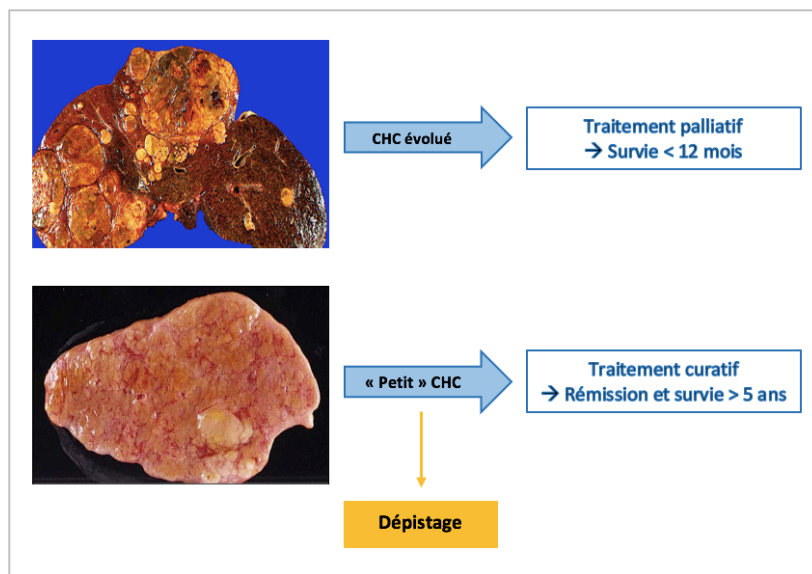 CHC évolué
Traitement palliatif
→ Survie < 12 mois
« Petit » CHC
Traitement curatif
→ Rémission et survie > 5 ans
Dépistage